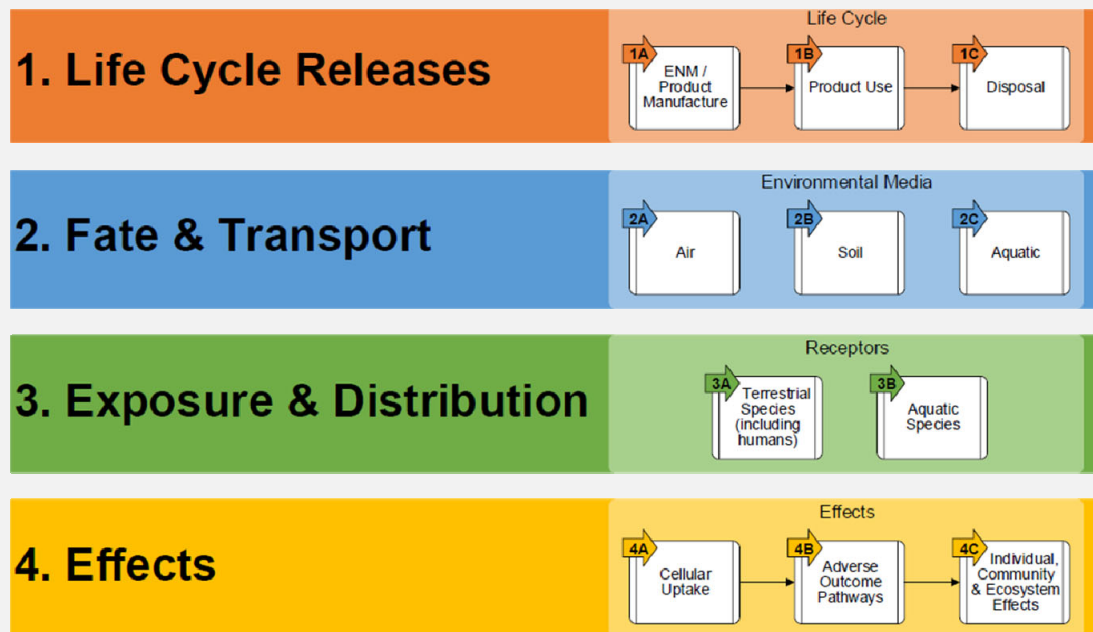 1. Life Cycle Releases
Life Cycle
1A
ENM /
Product
Manufacture
1B
Product Use
1C
Disposal
2. Fate & Transport
Environmental Media
2A
Air
2B
Soil
2C
Aquatic
3. Exposure & Distribution
Receptors
3A
Terrestrial
Species
(including
humans)
3B
Aquatic
Species
4. Effects
Effects
4A
Cellular
Uptake
4B
Adverse
Outcome
Pathways
4C
Individual,
Community
& Ecosystem
Effects